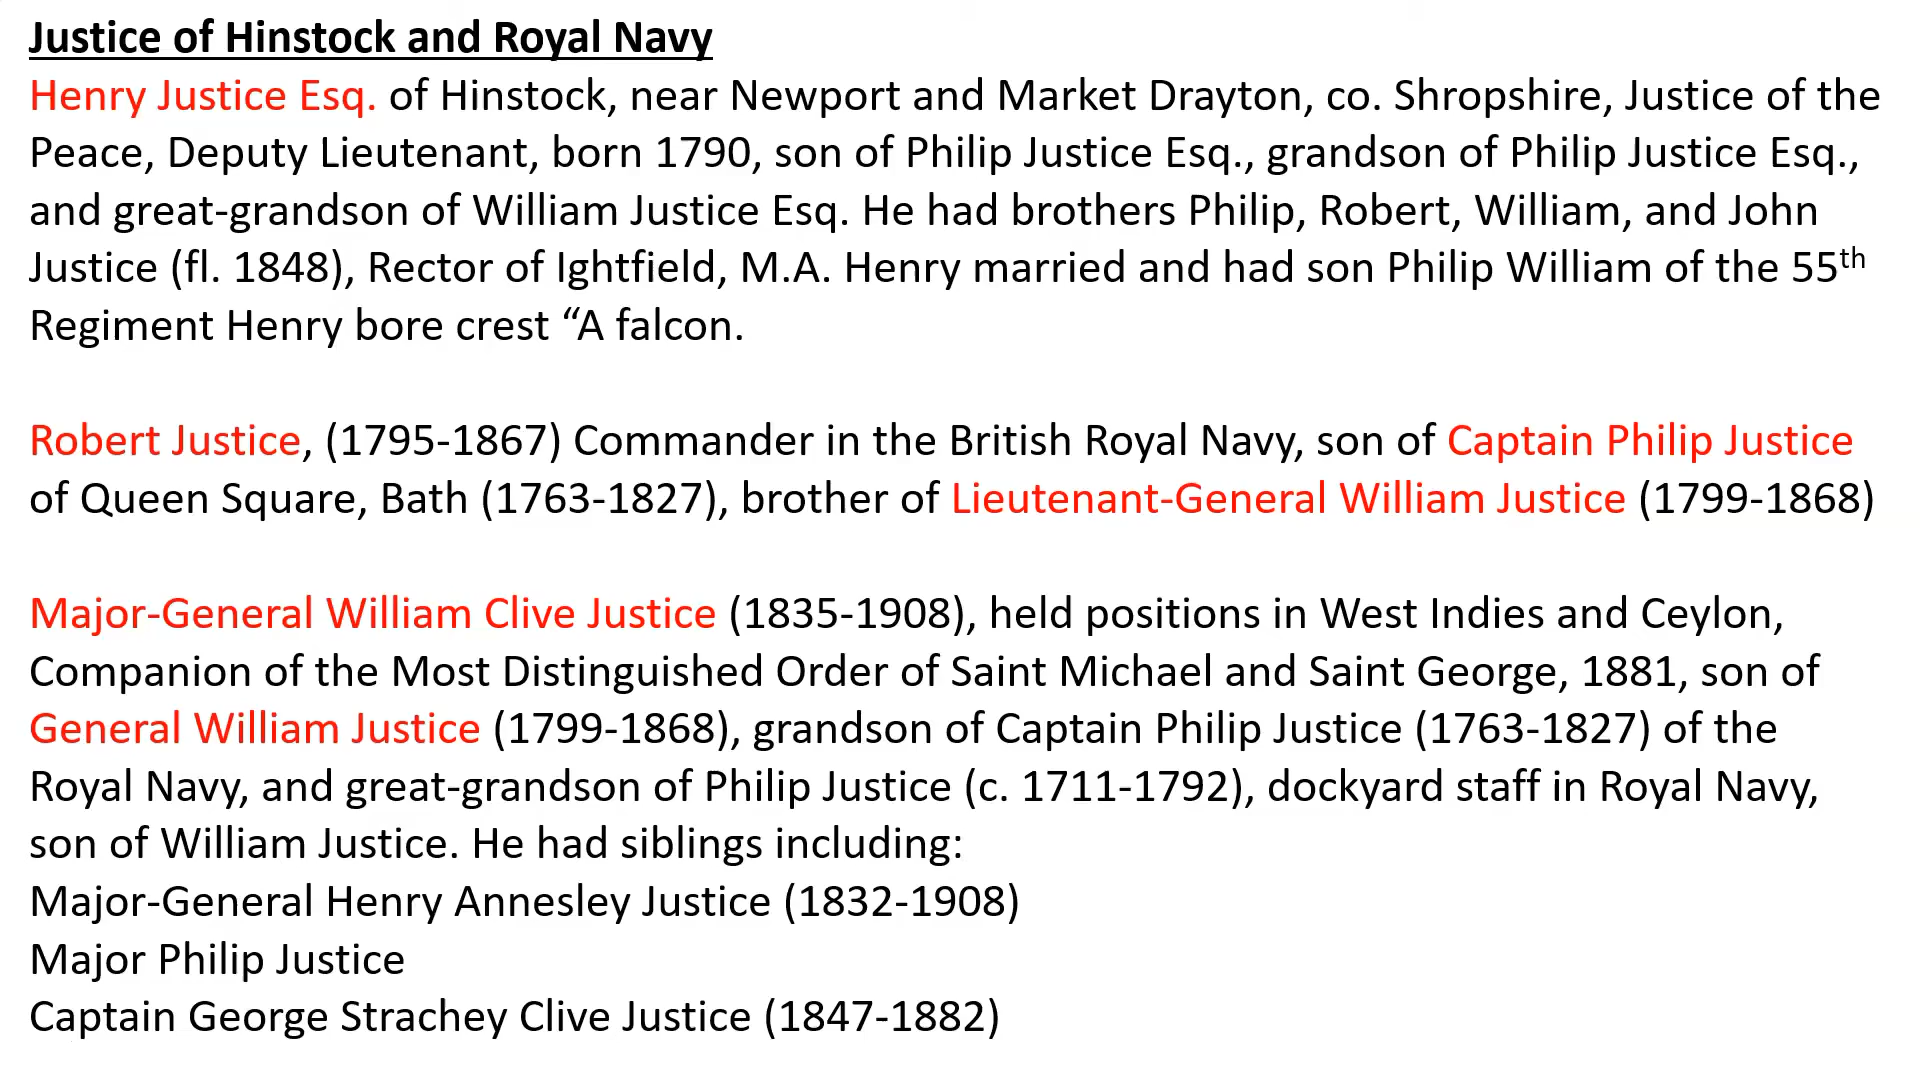 Justice of Hinstock and Royal Navy
Henry Justice Esq. of Hinstock, near Newport and Market Drayton, co. Shropshire, Justice of the
Peace, Deputy Lieutenant, born 1790, son of Philip Justice Esq., grandson of Philip Justice Esq.,
and great-grandson of William Justice Esq. He had brothers Philip, Robert, William, and John
Justice (fl. 1848), Rector of Ightfield, M.A. Henry married and had son Philip William of the 55th
Regiment Henry bore crest “A falcon.
Robert Justice, (1795-1867) Commander in the British Royal Navy, son of Captain Philip Justice
of Queen Square, Bath (1763-1827), brother of Lieutenant-General William Justice (1799-1868)
Major-General William Clive Justice (1835-1908), held positions in West Indies and Ceylon,
Companion of the Most Distinguished Order of Saint Michael and Saint George, 1881, son of
General William Justice (1799-1868), grandson of Captain Philip Justice (1763-1827) of the
Royal Navy, and great-grandson of Philip Justice (c. 1711-1792), dockyard staff in Royal Navy,
son of William Justice. He had siblings including:
Major-General Henry Annesley Justice (1832-1908)
Major Philip Justice
Captain George Strachey Clive Justice (1847-1882)